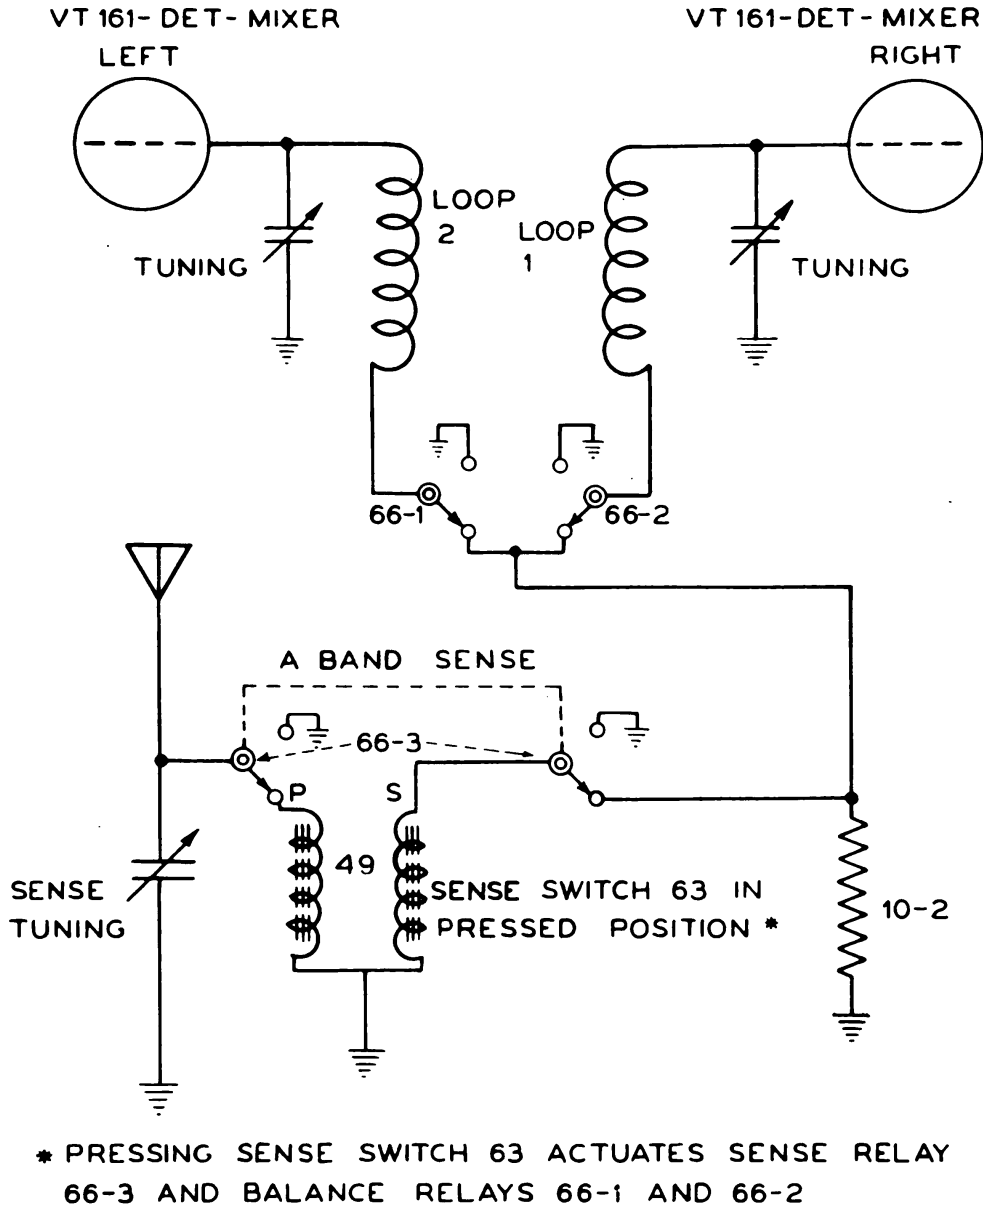 VT 161-DET-MIXER
LEFT
VT 161-DET-MIXER
RIGHT
LOOP
2
LOOP
1
TUNING
TUNING
66-1
66-2
A BAND SENSE
66-3
P
S
49
SENSE
TUNING
SENSE SWITCH 63 IN
PRESSED POSITION *
10-2
* PRESSING SENSE SWITCH 63 ACTUATES SENSE RELAY
66-3 AND BALANCE RELAYS 66-1 AND 66-2